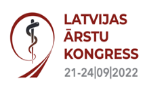 LATVIJAS
ĀRSTU
KONGRESS
21-24|09|2022